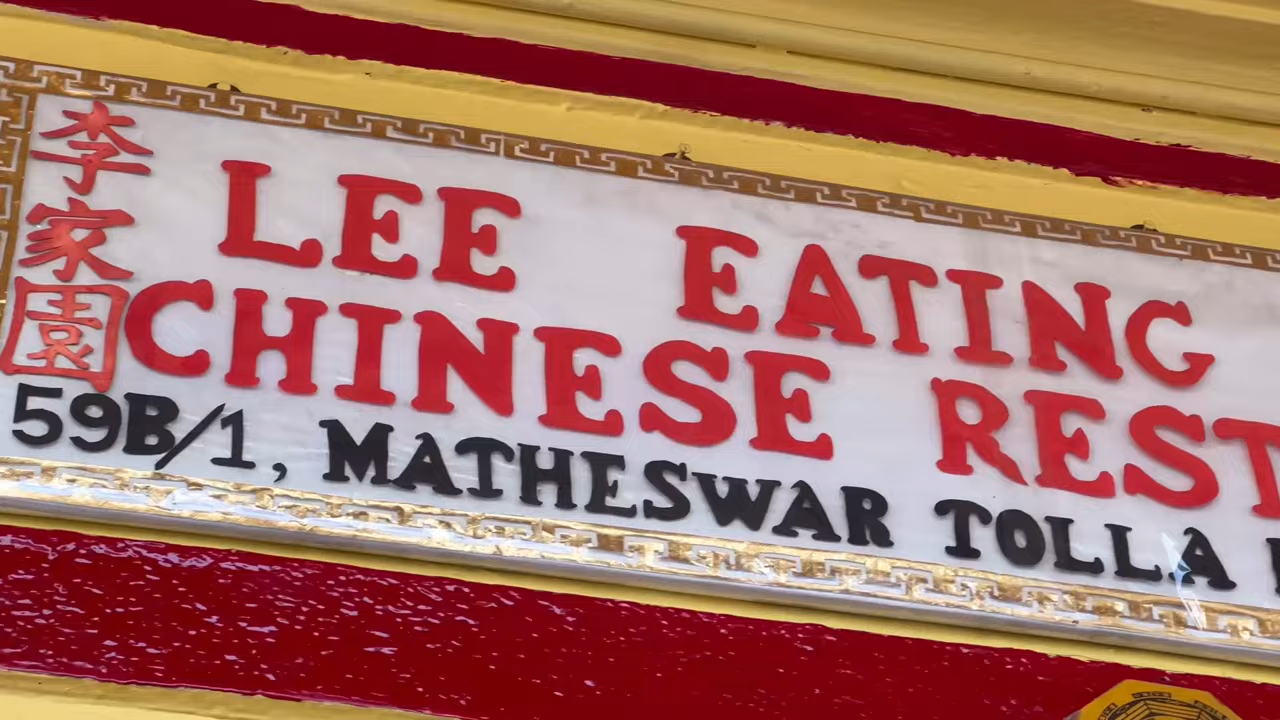 李家園
LEE EATING
CHINESE REST
59B/1, MATHESWAR TOLLA